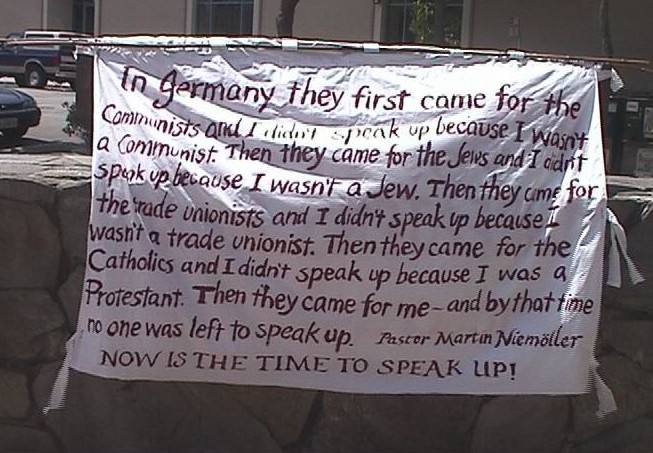 In Germany they first came for the
Communists and I didn't speak up because I wasn't
a Communist. Then they came for the Jews and I didn't
speak up because I wasn't a Jew. Then they came for
the trade unionists and I didn't speak up because I
wasn't a trade unionist. Then they came for the
Catholics and I didn't speak up because I was a
Protestant. Then they came for me - and by that time
no one was left to speak up. Pastor Martin Niemöller
NOW IS THE TIME TO SPEAK UP!